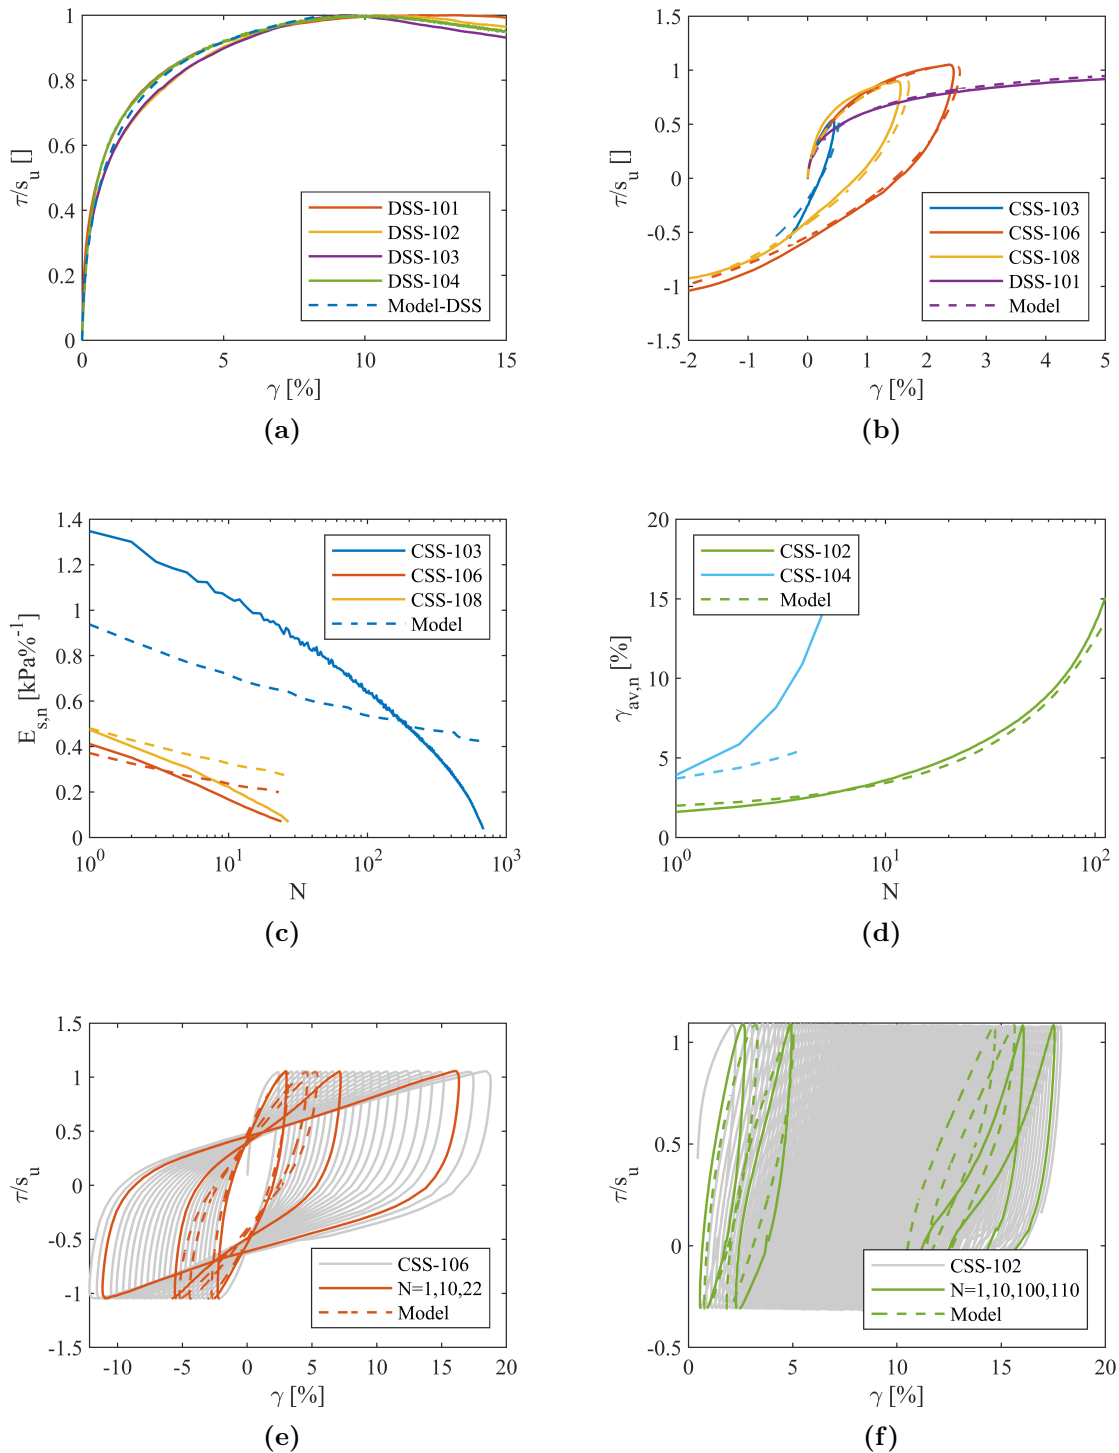 1
0.8
0.6
0.4
0.2
0
τ/s_u []
DSS-101
DSS-102
DSS-103
DSS-104
Model-DSS
0 5 10 15
γ [%]
(a)
1.5
1
0.5
0
-0.5
-1
-1.5
τ/s_u []
CSS-103
CSS-106
CSS-108
DSS-101
Model
-2 -1 0 1 2 3 4 5
γ [%]
(b)
1.4
1.2
1
0.8
0.6
0.4
0.2
0
E_s,n [kPa%^-1]
CSS-103
CSS-106
CSS-108
Model
10^0 10^1 10^2 10^3
N
(c)
20
15
10
5
0
γ_av,n [%]
CSS-102
CSS-104
Model
10^0 10^1 10^2
N
(d)
1.5
1
0.5
0
-0.5
-1
-1.5
τ/s_u
CSS-106
N=1,10,22
Model
-10 -5 0 5 10 15 20
γ [%]
(e)
1
0.5
0
-0.5
τ/s_u
CSS-102
N=1,10,100,110
Model
0 5 10 15 20
γ [%]
(f)